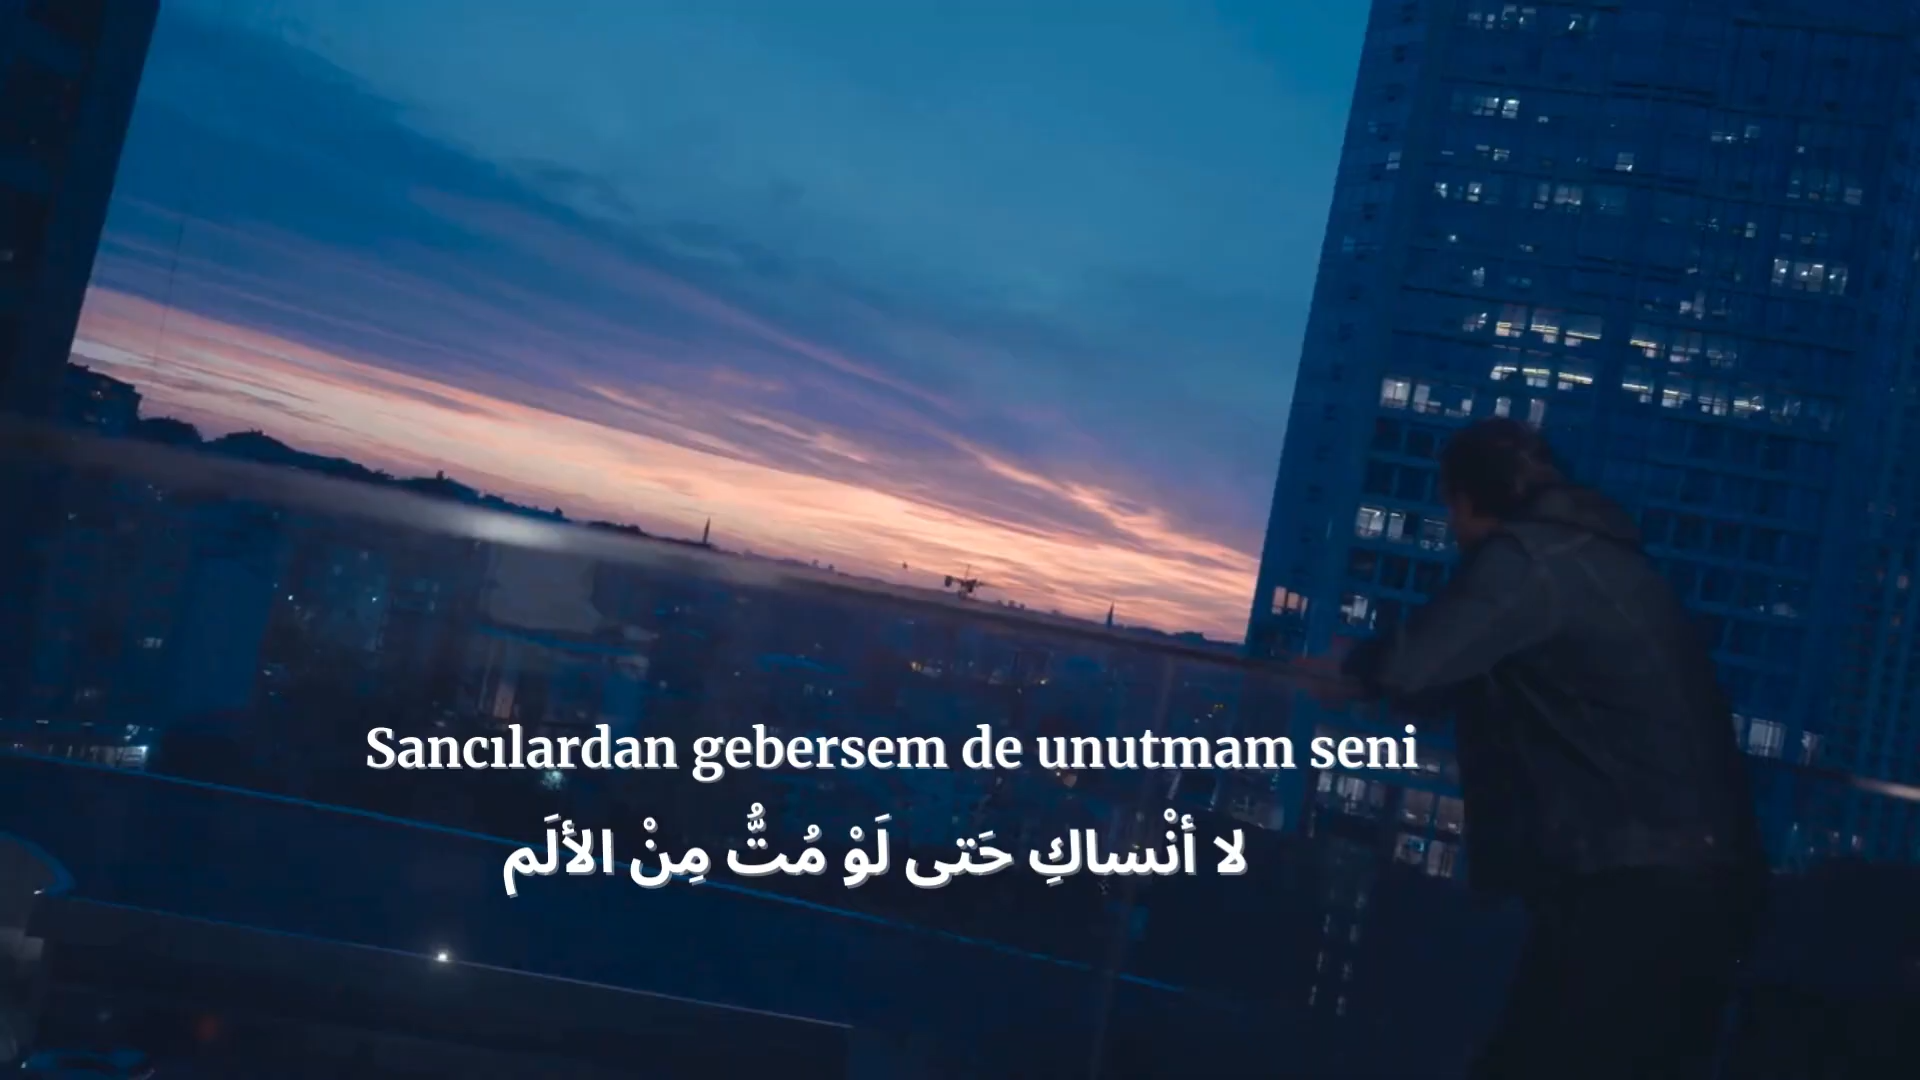 Sancılardan gebersem de unutmam seni
لا أنْساكِ حَتى لَوْ مُتُّ مِنْ الألَم